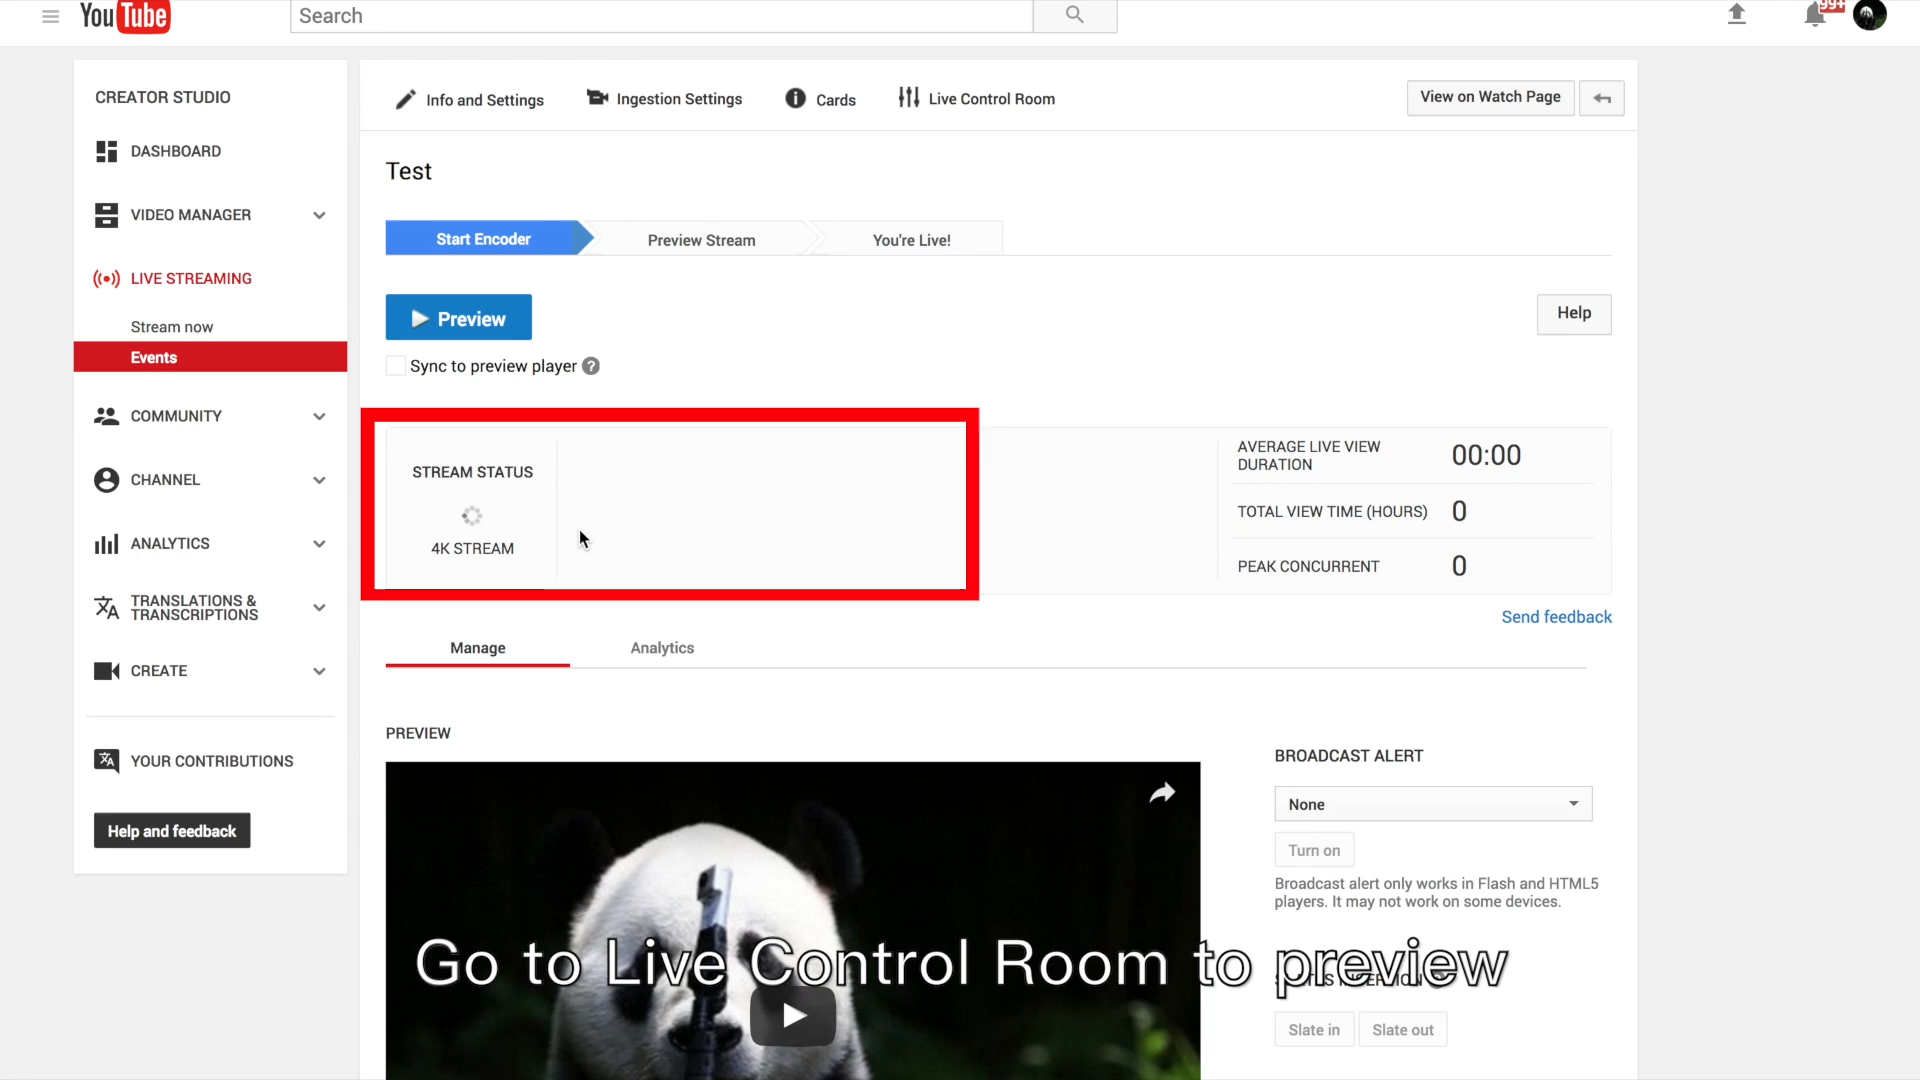 YouTube
Search
99+
CREATOR STUDIO
DASHBOARD
VIDEO MANAGER
LIVE STREAMING
Stream now
Events
COMMUNITY
CHANNEL
ANALYTICS
TRANSLATIONS &
TRANSCRIPTIONS
CREATE
YOUR CONTRIBUTIONS
Help and feedback
Info and Settings
Ingestion Settings
Cards
Live Control Room
View on Watch Page
Test
Start Encoder
Preview Stream
You're Live!
Preview
Help
Sync to preview player
STREAM STATUS
4K STREAM
AVERAGE LIVE VIEW
DURATION
00:00
TOTAL VIEW TIME (HOURS)
0
PEAK CONCURRENT
0
Send feedback
Manage
Analytics
PREVIEW
BROADCAST ALERT
None
Turn on
Broadcast alert only works in Flash and HTML5
players. It may not work on some devices.
Go to Live Control Room to preview
Slate in
Slate out